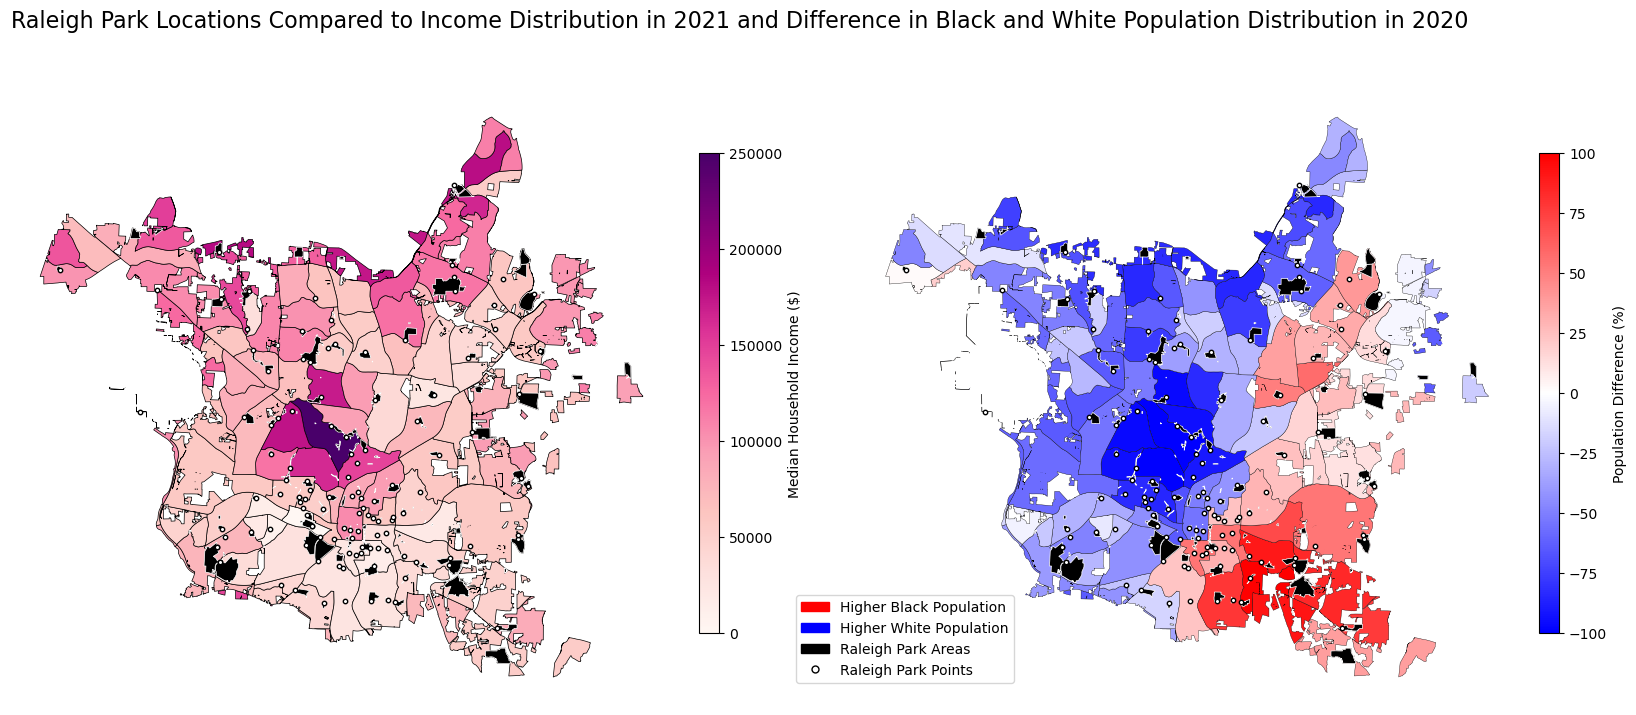 Raleigh Park Locations Compared to Income Distribution in 2021 and Difference in Black and White Population Distribution in 2020
250000
200000
150000
100000
50000
0
Median Household Income ($)
100
75
50
25
0
−25
−50
−75
−100
Population Difference (%)
Higher Black Population
Higher White Population
Raleigh Park Areas
Raleigh Park Points